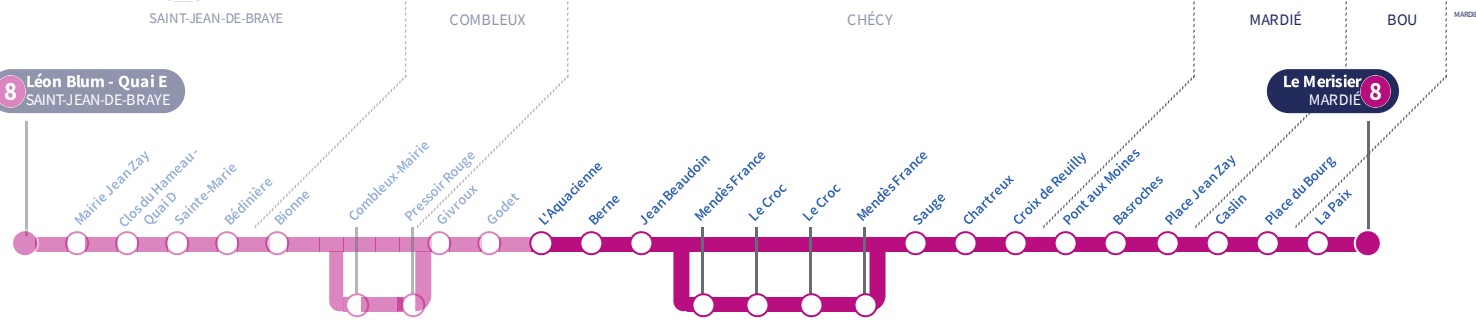 SAINT-JEAN-DE-BRAYE
COMBLEUX
CHÉCY
MARDIÉ
BOU
MARDIÉ
8
Léon Blum - Quai E
SAINT-JEAN-DE-BRAYE
Le Merisier
MARDIÉ
8
Mairie Jean Zay
Clos du Hameau -
Quai D
Sainte-Marie
Bédinière
Bionne
Combleux-Mairie
Pressoir Rouge
Givroux
Godet
L'Aquacienne
Berne
Jean Beaudoin
Mendès France
Le Croc
Le Croc
Mendès France
Sauge
Chartreux
Croix de Reuilly
Pont aux Moines
Basroches
Place Jean Zay
Caslin
Place du Bourg
La Paix